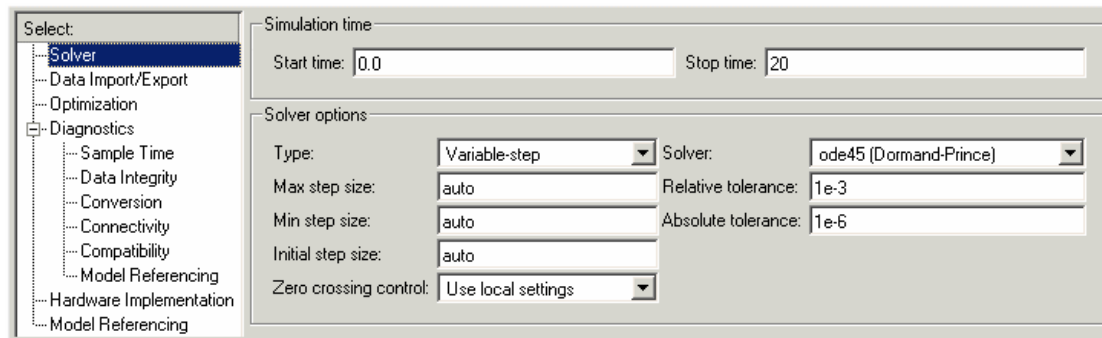 Select:
Solver
Data Import/Export
Optimization
Diagnostics
Sample Time
Data Integrity
Conversion
Connectivity
Compatibility
Model Referencing
Hardware Implementation
Model Referencing
Simulation time
Start time: 0.0 Stop time: 20
Solver options
Type: Variable-step Solver: ode45 (Dormand-Prince)
Max step size: auto Relative tolerance: 1e-3
Min step size: auto Absolute tolerance: 1e-6
Initial step size: auto
Zero crossing control: Use local settings